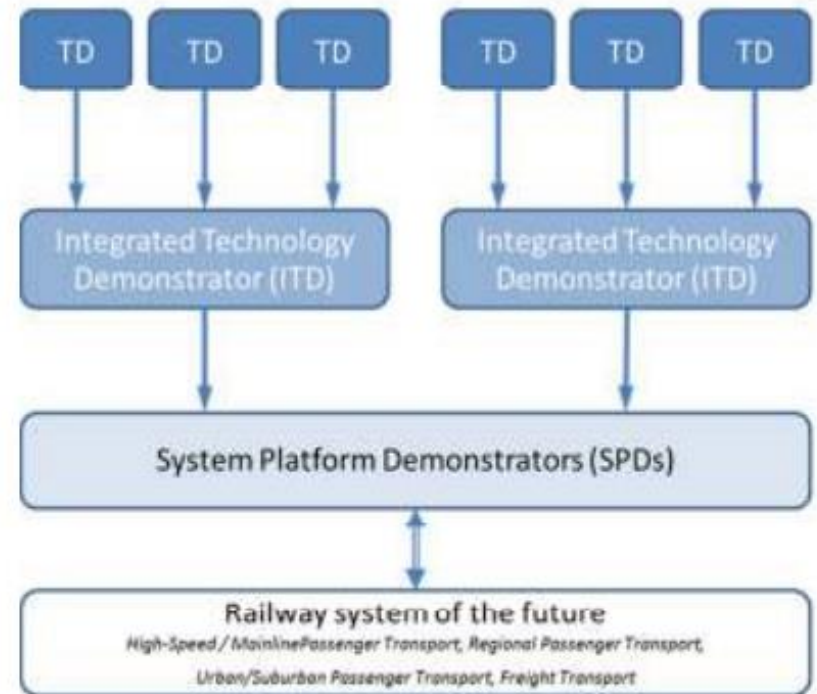 TD TD TD TD TD TD
Integrated Technology
Demonstrator (ITD)
Integrated Technology
Demonstrator (ITD)
System Platform Demonstrators (SPDs)
Railway system of the future
High-Speed / MainlinePassenger Transport, Regional Passenger Transport,
Urban/Suburban Passenger Transport, Freight Transport